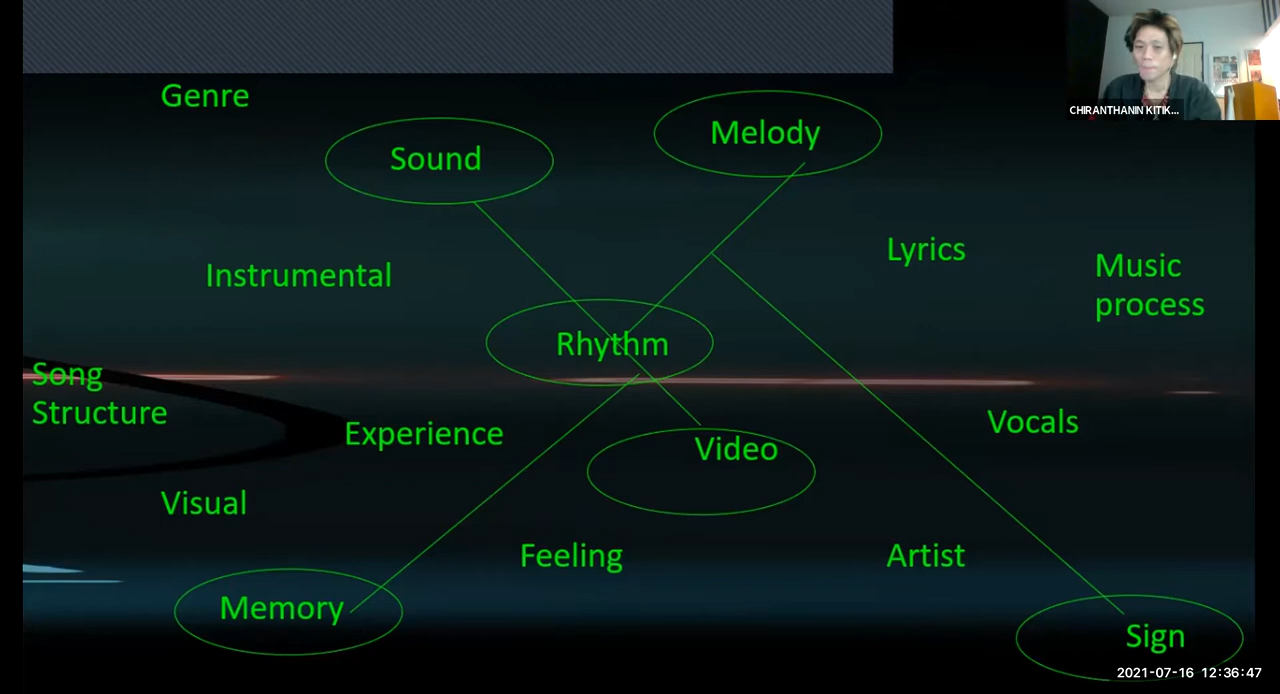 CHIRANTHANIN KITIK...
Genre
Sound
Melody
Instrumental
Lyrics
Music
process
Rhythm
Song
Structure
Experience
Video
Vocals
Visual
Feeling
Artist
Memory
Sign
2021-07-16 12:36:47